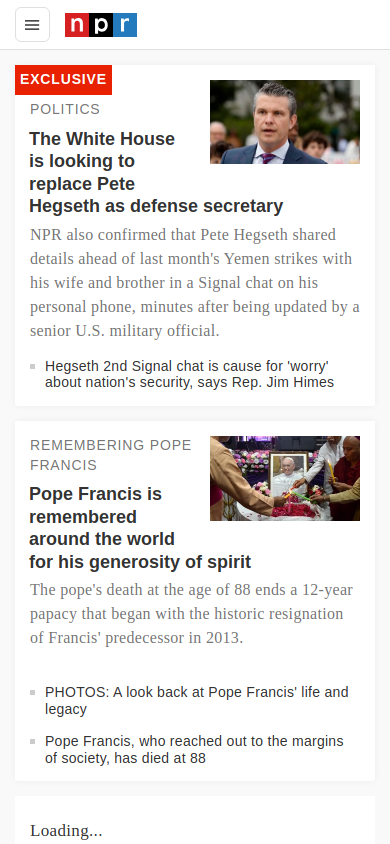 npr
EXCLUSIVE
POLITICS
The White House
is looking to
replace Pete
Hegseth as defense secretary
NPR also confirmed that Pete Hegseth shared
details ahead of last month's Yemen strikes with
his wife and brother in a Signal chat on his
personal phone, minutes after being updated by a
senior U.S. military official.
Hegseth 2nd Signal chat is cause for 'worry'
about nation's security, says Rep. Jim Himes
REMEMBERING POPE
FRANCIS
Pope Francis is
remembered
around the world
for his generosity of spirit
The pope's death at the age of 88 ends a 12-year
papacy that began with the historic resignation
of Francis' predecessor in 2013.
PHOTOS: A look back at Pope Francis' life and
legacy
Pope Francis, who reached out to the margins
of society, has died at 88
Loading...